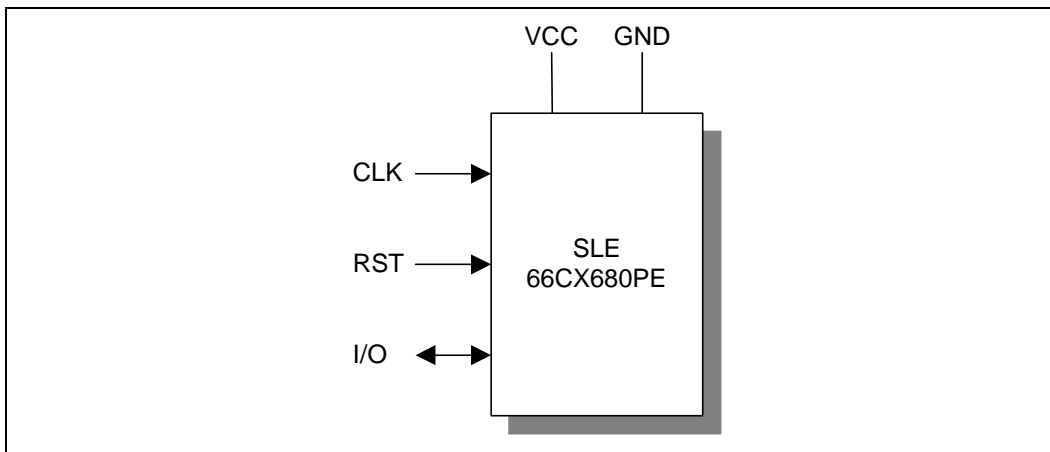 VCC GND
CLK
RST
SLE
66CX680PE
I/O